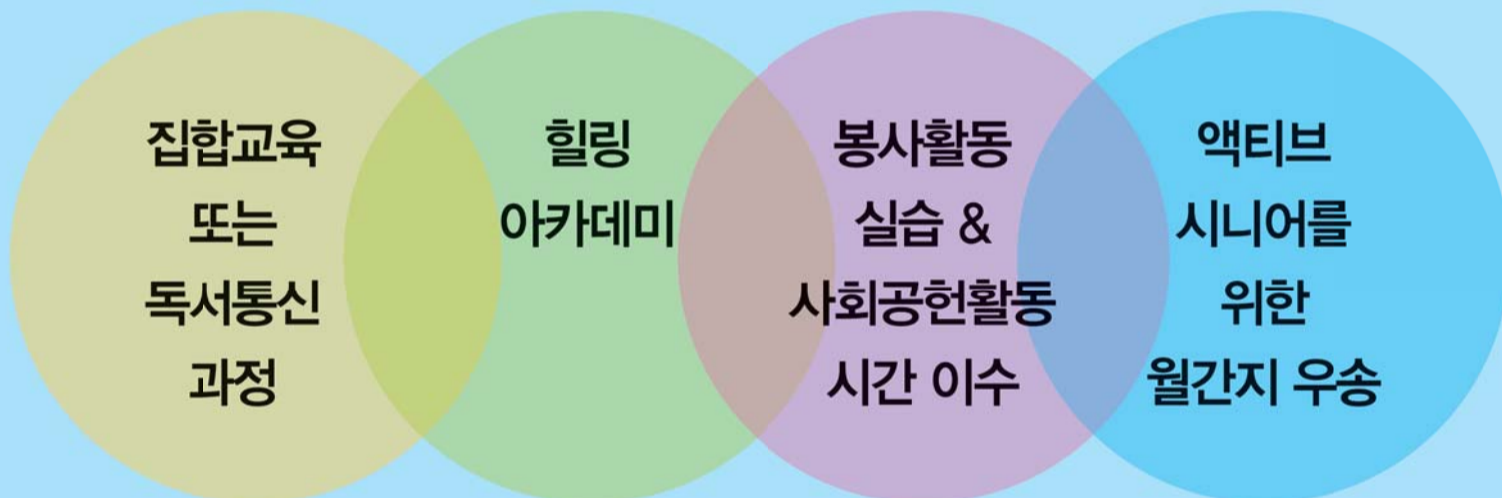 집합교육
또는
독서통신
과정
힐링
아카데미
봉사활동
실습 &
사회공헌활동
시간 이수
액티브
시니어를
위한
월간지 우송